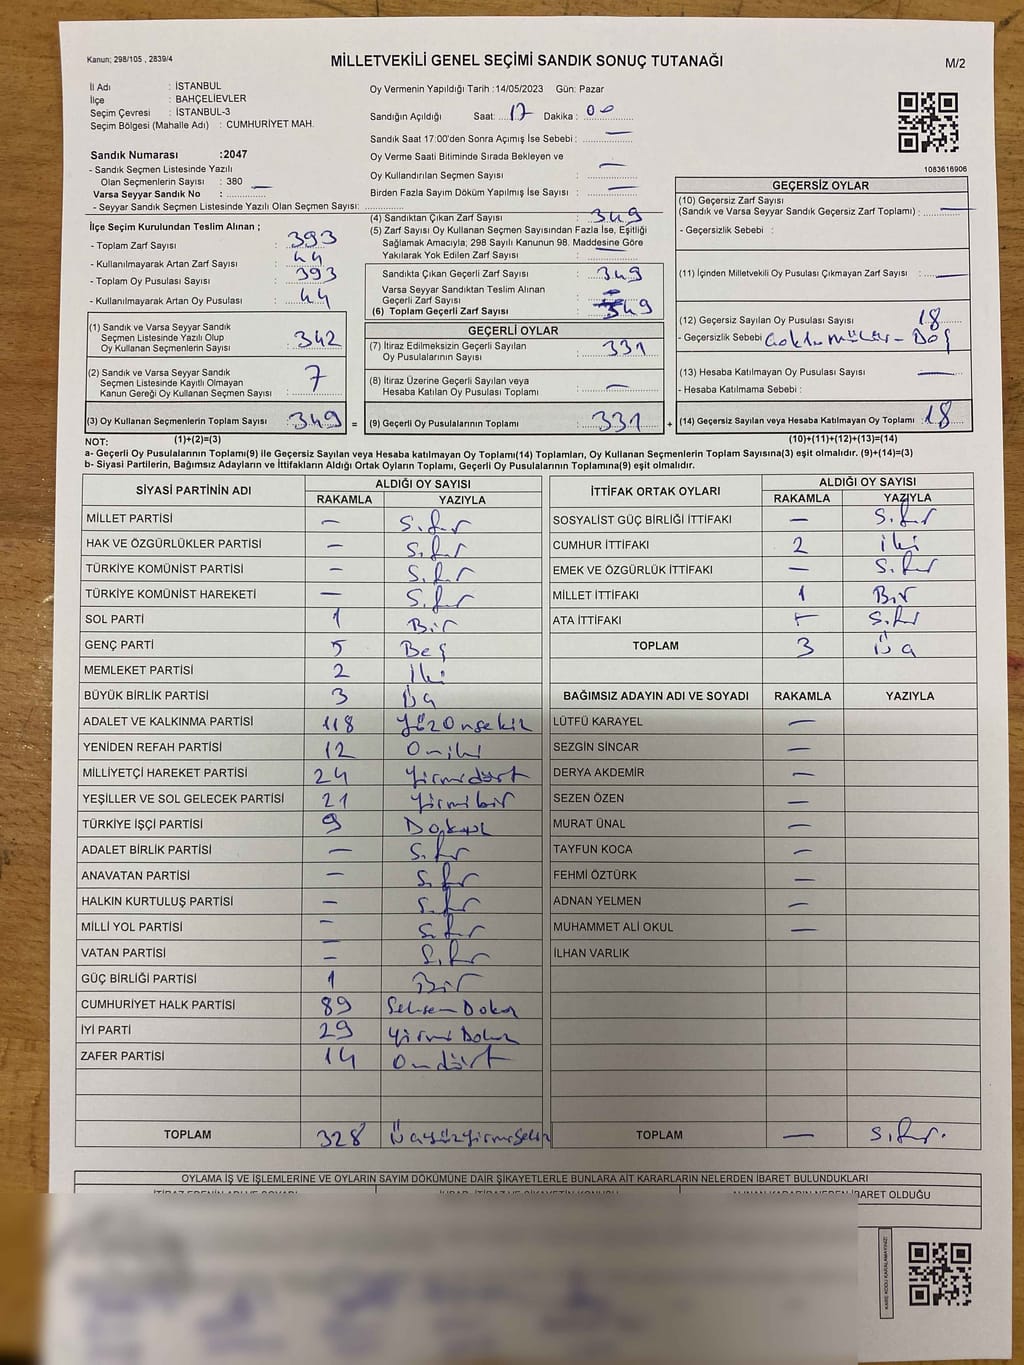 Kanun; 298/105 , 2839/4
MİLLETVEKİLİ GENEL SEÇİMİ SANDIK SONUÇ TUTANAĞI
M/2
İl Adı : İSTANBUL
İlçe : BAHÇELİEVLER
Seçim Çevresi : İSTANBUL-3
Seçim Bölgesi (Mahalle Adı) : CUMHURİYET MAH.
Sandık Numarası :2047
- Sandık Seçmen Listesinde Yazılı
Olan Seçmenlerin Sayısı : 380 —
Varsa Seyyar Sandık No :
- Seyyar Sandık Seçmen Listesinde Yazılı Olan Seçmen Sayısı:
Oy Vermenin Yapıldığı Tarih :14/05/2023 Gün: Pazar
Sandığın Açıldığı Saat: 17 Dakika : 00
Sandık Saat 17:00'den Sonra Açımış İse Sebebi : —
Oy Verme Saati Bitiminde Sırada Bekleyen ve
Oy Kullandırılan Seçmen Sayısı : —
Birden Fazla Sayım Döküm Yapılmış İse Sayısı : —
1083616906
İlçe Seçim Kurulundan Teslim Alınan ;
- Toplam Zarf Sayısı : 393
- Kullanılmayarak Artan Zarf Sayısı : 44
- Toplam Oy Pusulası Sayısı : 393
- Kullanılmayarak Artan Oy Pusulası : 44
(1) Sandık ve Varsa Seyyar Sandık
Seçmen Listesinde Yazılı Olup
Oy Kullanan Seçmenlerin Sayısı : 342
(2) Sandık ve Varsa Seyyar Sandık
Seçmen Listesinde Kayıtlı Olmayan
Kanun Gereği Oy Kullanan Seçmen Sayısı : 7
(3) Oy Kullanan Seçmenlerin Toplam Sayısı : 349 =
(4) Sandıktan Çıkan Zarf Sayısı : 349
(5) Zarf Sayısı Oy Kullanan Seçmen Sayısından Fazla İse, Eşitliği
Sağlamak Amacıyla; 298 Sayılı Kanunun 98. Maddesine Göre
Yakılarak Yok Edilen Zarf Sayısı : —
Sandıkta Çıkan Geçerli Zarf Sayısı : 349
Varsa Seyyar Sandıktan Teslim Alınan
Geçerli Zarf Sayısı : —
(6) Toplam Geçerli Zarf Sayısı : 349
GEÇERLİ OYLAR
(7) İtiraz Edilmeksizin Geçerli Sayılan
Oy Pusulalarının Sayısı : 331
(8) İtiraz Üzerine Geçerli Sayılan veya
Hesaba Katılan Oy Pusulası Toplamı : —
(9) Geçerli Oy Pusulalarının Toplamı : 331 +
GEÇERSİZ OYLAR
(10) Geçersiz Zarf Sayısı
(Sandık ve Varsa Seyyar Sandık Geçersiz Zarf Toplamı) : —
- Geçersizlik Sebebi :
(11) İçinden Milletvekili Oy Pusulası Çıkmayan Zarf Sayısı : —
(12) Geçersiz Sayılan Oy Pusulası Sayısı : 18
- Geçersizlik Sebebi - Boş
(13) Hesaba Katılmayan Oy Pusulası Sayısı : —
- Hesaba Katılmama Sebebi :
(14) Geçersiz Sayılan veya Hesaba Katılmayan Oy Toplamı : 18
NOT: (1)+(2)=(3) (10)+(11)+(12)+(13)=(14)
a- Geçerli Oy Pusulalarının Toplamı(9) ile Geçersiz Sayılan veya Hesaba Katılmayan Oy Toplamı(14) Toplamları, Oy Kullanan Seçmenlerin Toplam Sayısına(3) eşit olmalıdır. (9)+(14)=(3)
b- Siyasi Partilerin, Bağımsız Adayların ve İttifakların Aldığı Ortak Oyların Toplamı, Geçerli Oy Pusulalarının Toplamına(9) eşit olmalıdır.
SİYASİ PARTİNİN ADI ALDIĞI OY SAYISI
RAKAMLA YAZIYLA
MİLLET PARTİSİ — Sıfır
HAK VE ÖZGÜRLÜKLER PARTİSİ — Sıfır
TÜRKİYE KOMÜNİST PARTİSİ — Sıfır
TÜRKİYE KOMÜNİST HAREKETİ — Sıfır
SOL PARTİ 1 Bir
GENÇ PARTİ 5 Beş
MEMLEKET PARTİSİ 2 İki
BÜYÜK BİRLİK PARTİSİ 3 Üç
ADALET VE KALKINMA PARTİSİ 118 YüzOnsekiz
YENİDEN REFAH PARTİSİ 12 Oniki
MİLLİYETÇİ HAREKET PARTİSİ 24 Yirmidört
YEŞİLLER VE SOL GELECEK PARTİSİ 21 Yirmibir
TÜRKİYE İŞÇİ PARTİSİ 9 Dokuz
ADALET BİRLİK PARTİSİ — Sıfır
ANAVATAN PARTİSİ — Sıfır
HALKIN KURTULUŞ PARTİSİ — Sıfır
MİLLİ YOL PARTİSİ — Sıfır
VATAN PARTİSİ — Sıfır
GÜÇ BİRLİĞİ PARTİSİ 1 Bir
CUMHURİYET HALK PARTİSİ 89 Seksen Dokuz
İYİ PARTİ 29 Yirmi Dokuz
ZAFER PARTİSİ 14 Ondört
TOPLAM 328 ÜçyüzyirmiSekiz
İTTİFAK ORTAK OYLARI ALDIĞI OY SAYISI
RAKAMLA YAZIYLA
SOSYALİST GÜÇ BİRLİĞİ İTTİFAKI — Sıfır
CUMHUR İTTİFAKI 2 iki
EMEK VE ÖZGÜRLÜK İTTİFAKI — Sıfır
MİLLET İTTİFAKI 1 Bir
ATA İTTİFAKI — Sıfır
TOPLAM 3 Üç
BAĞIMSIZ ADAYIN ADI VE SOYADI RAKAMLA YAZIYLA
LÜTFÜ KARAYEL —
SEZGİN SİNCAR —
DERYA AKDEMİR —
SEZEN ÖZEN —
MURAT ÜNAL —
TAYFUN KOCA —
FEHMİ ÖZTÜRK —
ADNAN YELMEN —
MUHAMMET ALİ OKUL —
İLHAN VARLIK
TOPLAM — Sıfır.
OYLAMA İŞ VE İŞLEMLERİNE VE OYLARIN SAYIM DÖKÜMÜNE DAİR ŞİKAYETLERLE BUNLARA AİT KARARLARIN NELERDEN İBARET BULUNDUKLARI
İBARET OLDUĞU
KARE KODU KARALAMAYINIZ!